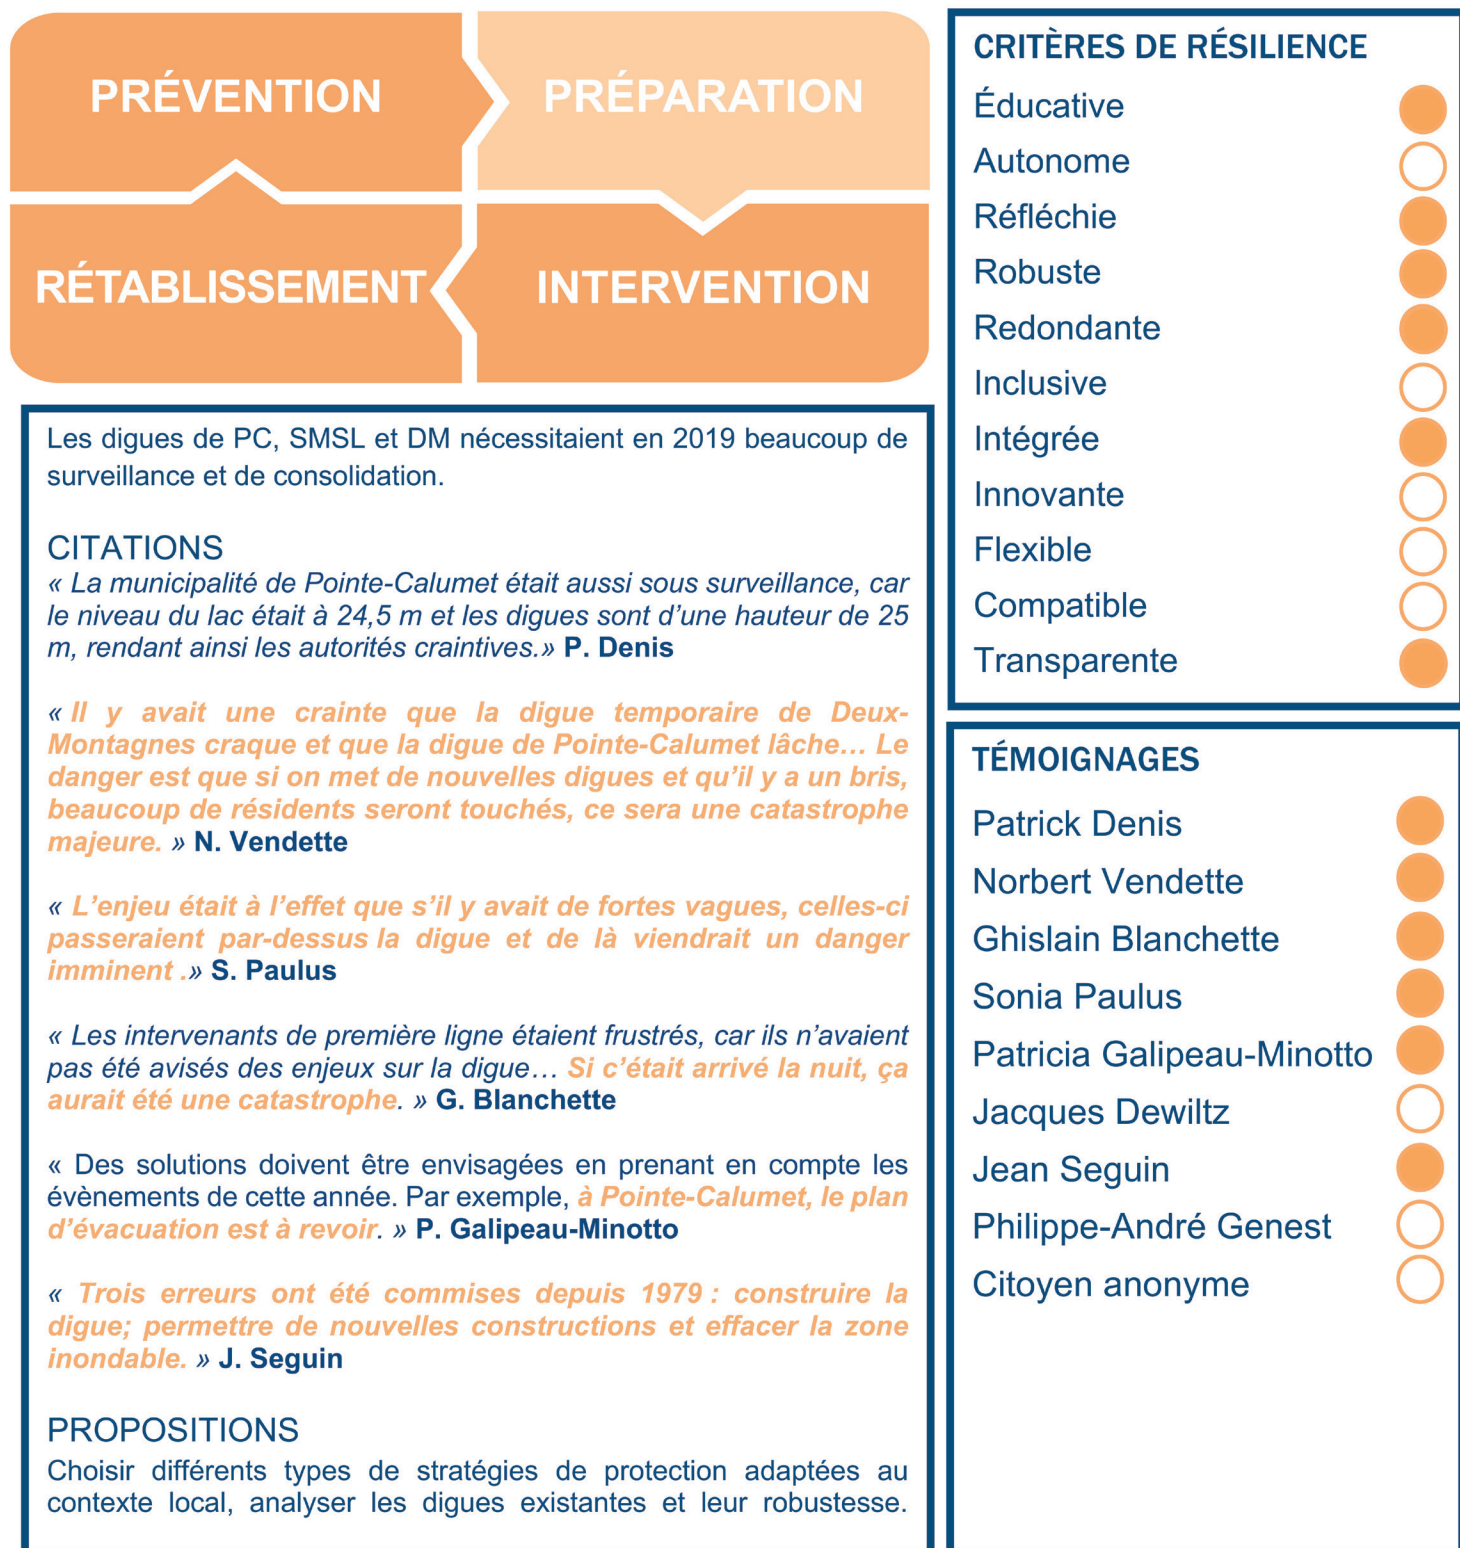 PRÉVENTION
PRÉPARATION
RÉTABLISSEMENT
INTERVENTION
Les digues de PC, SMSL et DM nécessitaient en 2019 beaucoup de
surveillance et de consolidation.
CITATIONS
« La municipalité de Pointe-Calumet était aussi sous surveillance, car
le niveau du lac était à 24,5 m et les digues sont d’une hauteur de 25
m, rendant ainsi les autorités craintives.» P. Denis
« Il y avait une crainte que la digue temporaire de Deux-
Montagnes craque et que la digue de Pointe-Calumet lâche… Le
danger est que si on met de nouvelles digues et qu’il y a un bris,
beaucoup de résidents seront touchés, ce sera une catastrophe
majeure. » N. Vendette
« L’enjeu était à l’effet que s’il y avait de fortes vagues, celles-ci
passeraient par-dessus la digue et de là viendrait un danger
imminent .» S. Paulus
« Les intervenants de première ligne étaient frustrés, car ils n’avaient
pas été avisés des enjeux sur la digue… Si c’était arrivé la nuit, ça
aurait été une catastrophe. » G. Blanchette
« Des solutions doivent être envisagées en prenant en compte les
évènements de cette année. Par exemple, à Pointe-Calumet, le plan
d’évacuation est à revoir. » P. Galipeau-Minotto
« Trois erreurs ont été commises depuis 1979 : construire la
digue; permettre de nouvelles constructions et effacer la zone
inondable. » J. Seguin
PROPOSITIONS
Choisir différents types de stratégies de protection adaptées au
contexte local, analyser les digues existantes et leur robustesse.
CRITÈRES DE RÉSILIENCE
Éducative
Autonome
Réfléchie
Robuste
Redondante
Inclusive
Intégrée
Innovante
Flexible
Compatible
Transparente
TÉMOIGNAGES
Patrick Denis
Norbert Vendette
Ghislain Blanchette
Sonia Paulus
Patricia Galipeau-Minotto
Jacques Dewiltz
Jean Seguin
Philippe-André Genest
Citoyen anonyme